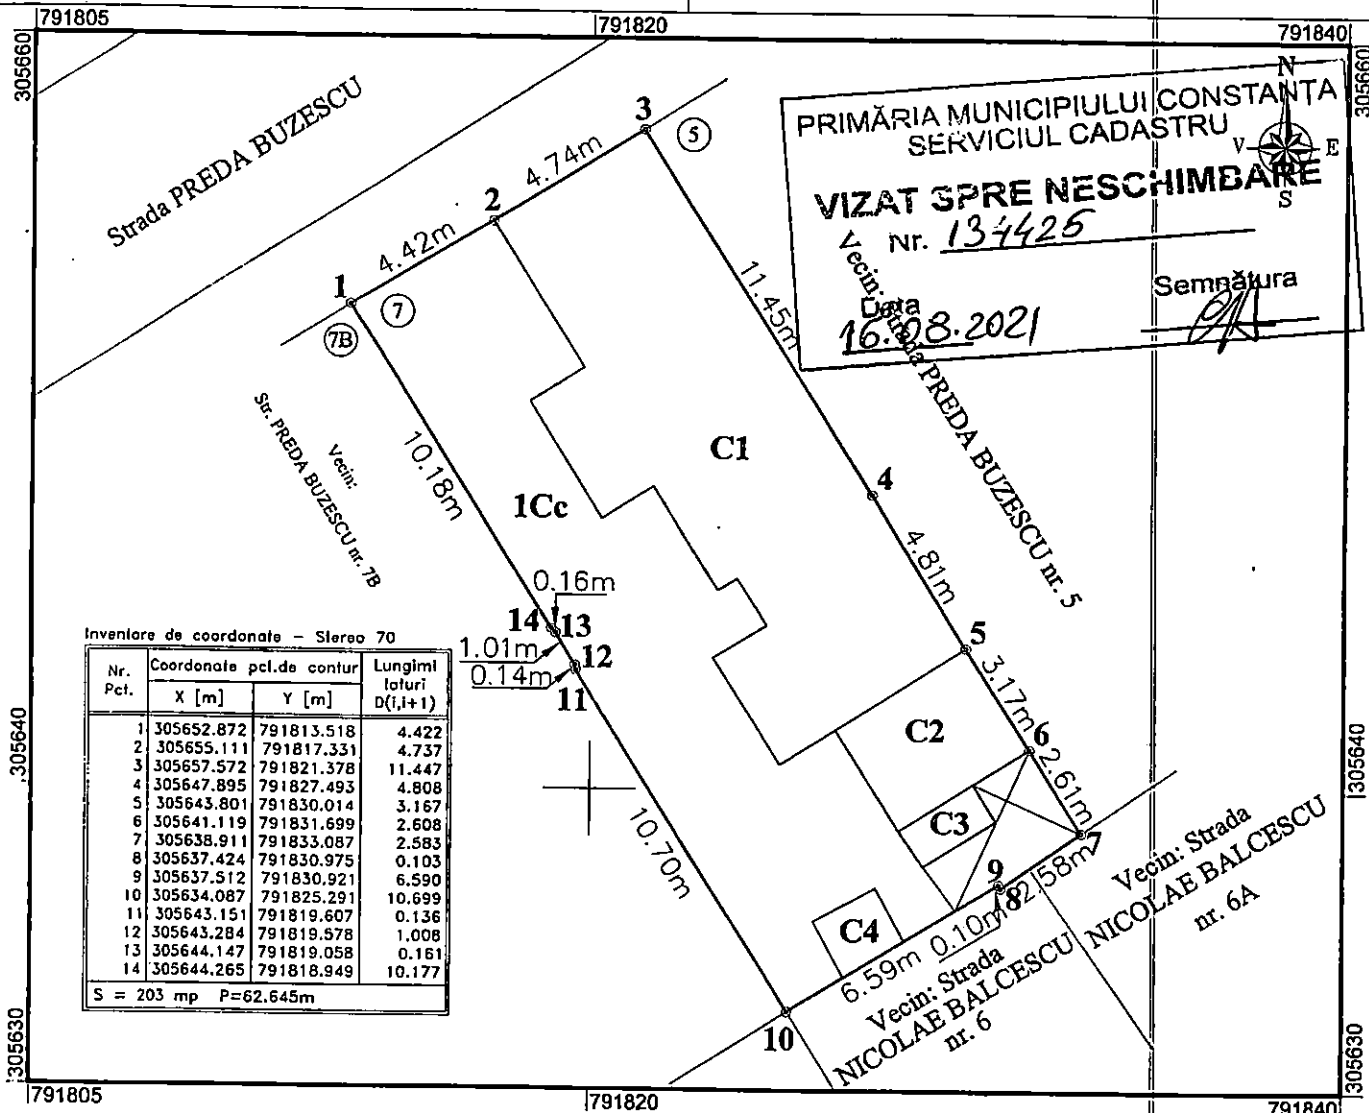 791805
791820
791840
305660
305660
Strada PREDA BUZESCU
3
5
4.74m
2
4.42m
1
7
7B
PRIMĂRIA MUNICIPIULUI CONSTANȚA
SERVICIUL CADASTRU
N
V
E
S
VIZAT SPRE NESCHIMBARE
Nr. 134425
Data
16.08.2021
Semnătura
Vecin: Strada PREDA BUZESCU nr. 5
11.45m
Str. PREDA BUZESCU nr. 7B
Vecin:
10.18m
C1
1Cc
4
4.81m
0.16m
14
13
1.01m
12
0.14m
11
5
3.17m
C2
6
2.61m
C3
7
9
8
2.58m
C4
0.10m
6.59m
10.70m
10
Vecin: Strada
NICOLAE BALCESCU
nr. 6A
Vecin: Strada
NICOLAE BALCESCU
nr. 6
Inventare de coordonate – Stereo 70
Nr. Pct. Coordonate pct.de contur Lungimi laturi D(i,i+1)
X [m] Y [m]
1 305652.872 791813.518 4.422
2 305655.111 791817.331 4.737
3 305657.572 791821.378 11.447
4 305647.895 791827.493 4.808
5 305643.801 791830.014 3.167
6 305641.119 791831.699 2.608
7 305638.911 791833.087 2.583
8 305637.424 791830.975 0.103
9 305637.512 791830.921 6.590
10 305634.087 791825.291 10.699
11 305643.151 791819.607 0.136
12 305643.284 791819.578 1.008
13 305644.147 791819.058 0.161
14 305644.265 791818.949 10.177
S = 203 mp P=62.645m
305640
305640
305630
305630
791805
791820
791840